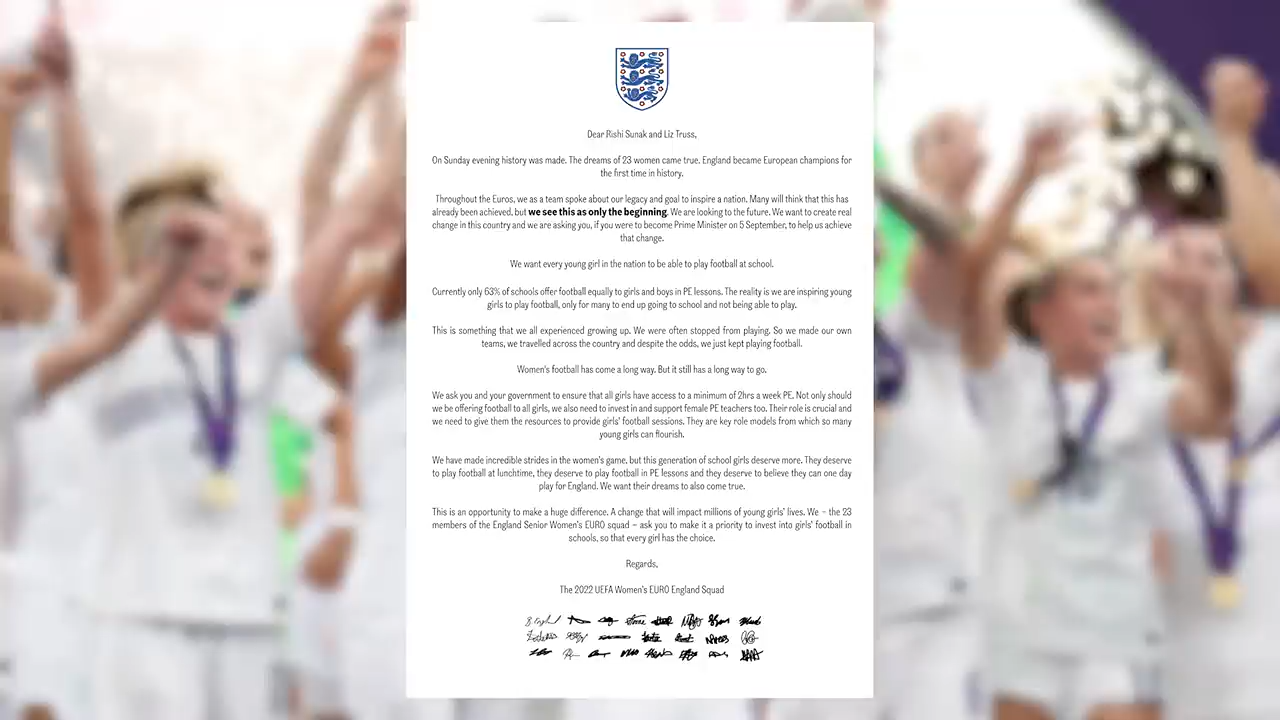 Dear Rishi Sunak and Liz Truss,
On Sunday evening history was made. The dreams of 23 women came true. England became European champions for
the first time in history.
Throughout the Euros, we as a team spoke about our legacy and goal to inspire a nation. Many will think that this has
already been achieved, but we see this as only the beginning. We are looking to the future. We want to create real
change in this country and we are asking you, if you were to become Prime Minister on 5 September, to help us achieve
that change.
We want every young girl in the nation to be able to play football at school.
Currently only 63% of schools offer football equally to girls and boys in PE lessons. The reality is we are inspiring young
girls to play football, only for many to end up going to school and not being able to play.
This is something that we all experienced growing up. We were often stopped from playing. So we made our own
teams, we travelled across the country and despite the odds, we just kept playing football.
Women's football has come a long way. But it still has a long way to go.
We ask you and your government to ensure that all girls have access to a minimum of 2hrs a week PE. Not only should
we be offering football to all girls, we also need to invest in and support female PE teachers too. Their role is crucial and
we need to give them the resources to provide girls' football sessions. They are key role models from which so many
young girls can flourish.
We have made incredible strides in the women's game, but this generation of school girls deserve more. They deserve
to play football at lunchtime, they deserve to play football in PE lessons and they deserve to believe they can one day
play for England. We want their dreams to also come true.
This is an opportunity to make a huge difference. A change that will impact millions of young girls' lives. We – the 23
members of the England Senior Women's EURO squad – ask you to make it a priority to invest into girls' football in
schools, so that every girl has the choice.
Regards,
The 2022 UEFA Women's EURO England Squad